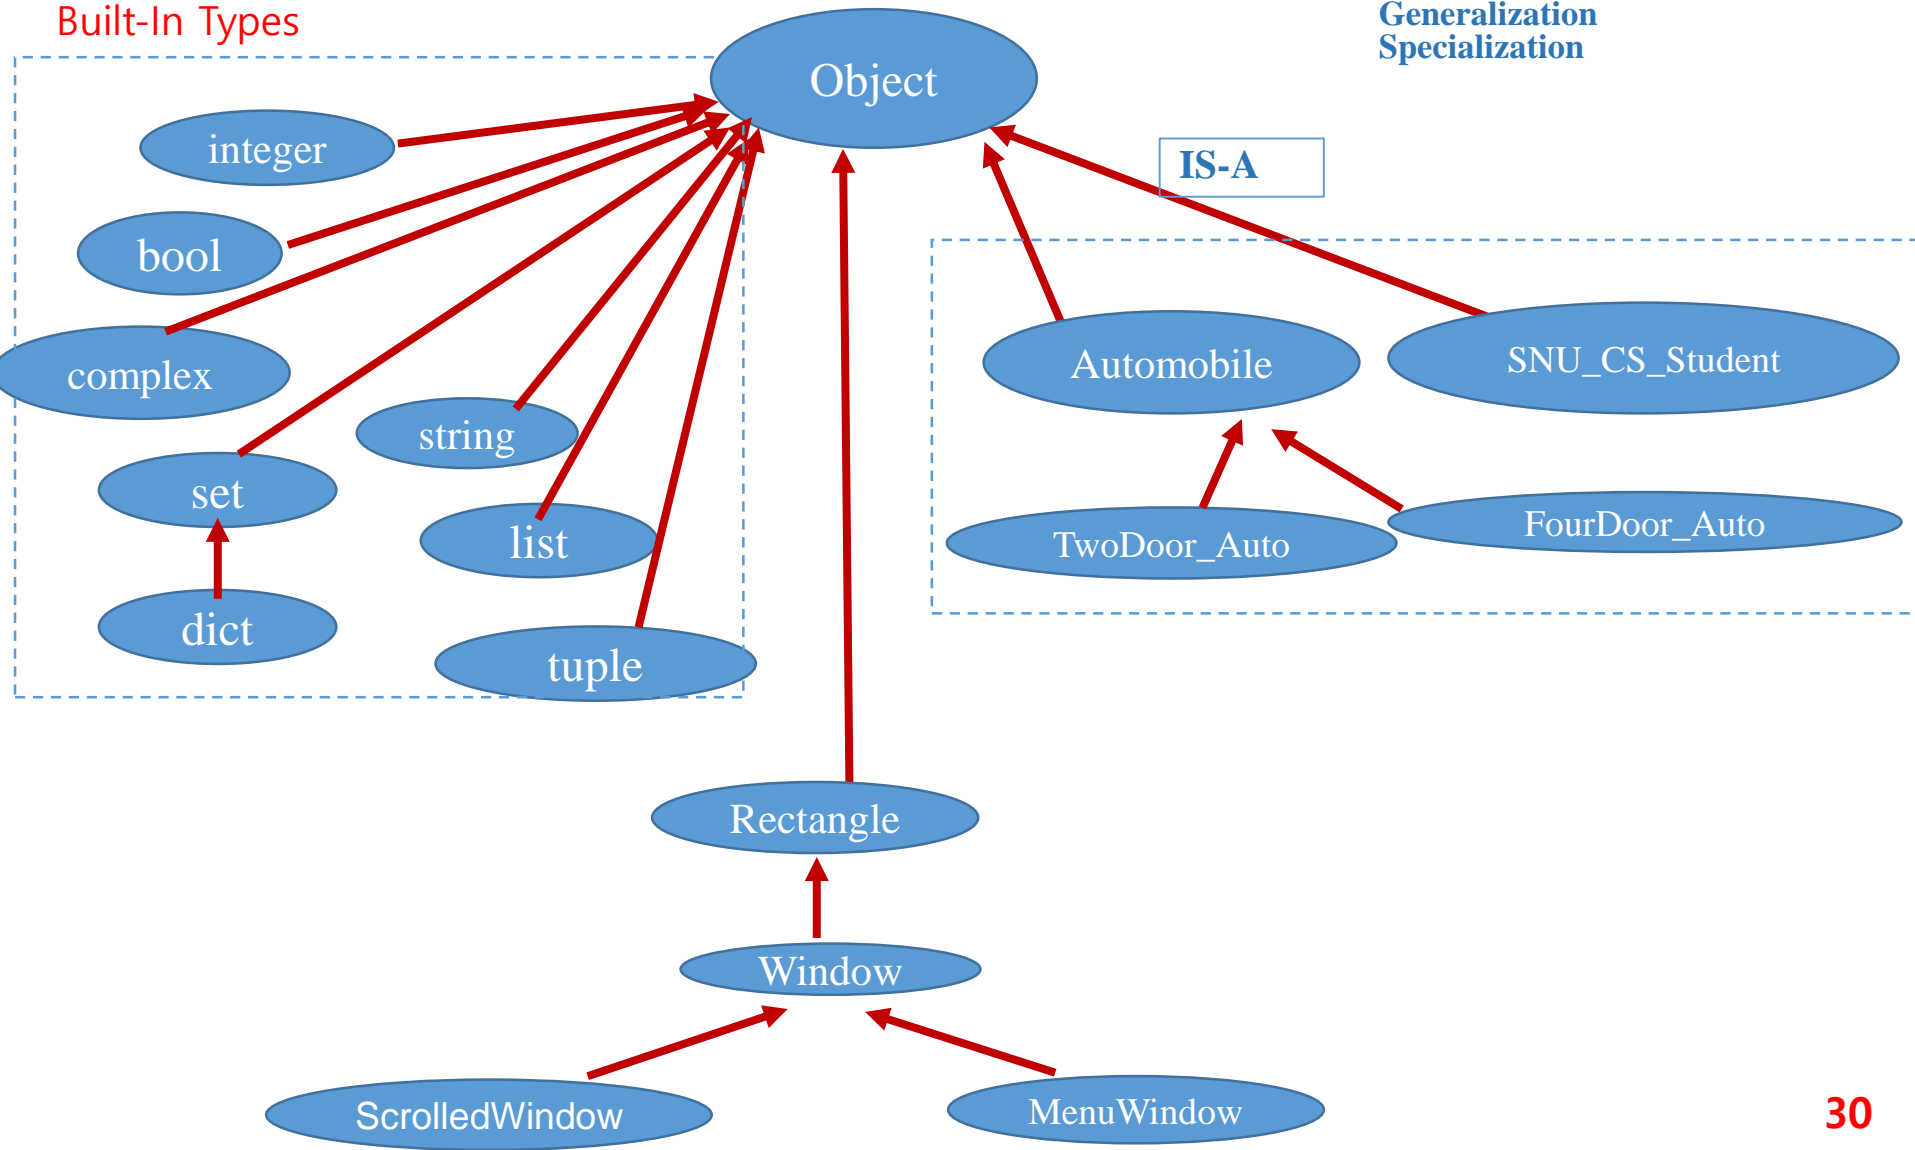 Built-In Types
Generalization
Specialization
Object
integer
IS-A
bool
complex
Automobile
SNU_CS_Student
string
set
list
TwoDoor_Auto
FourDoor_Auto
dict
tuple
Rectangle
Window
ScrolledWindow
MenuWindow
30